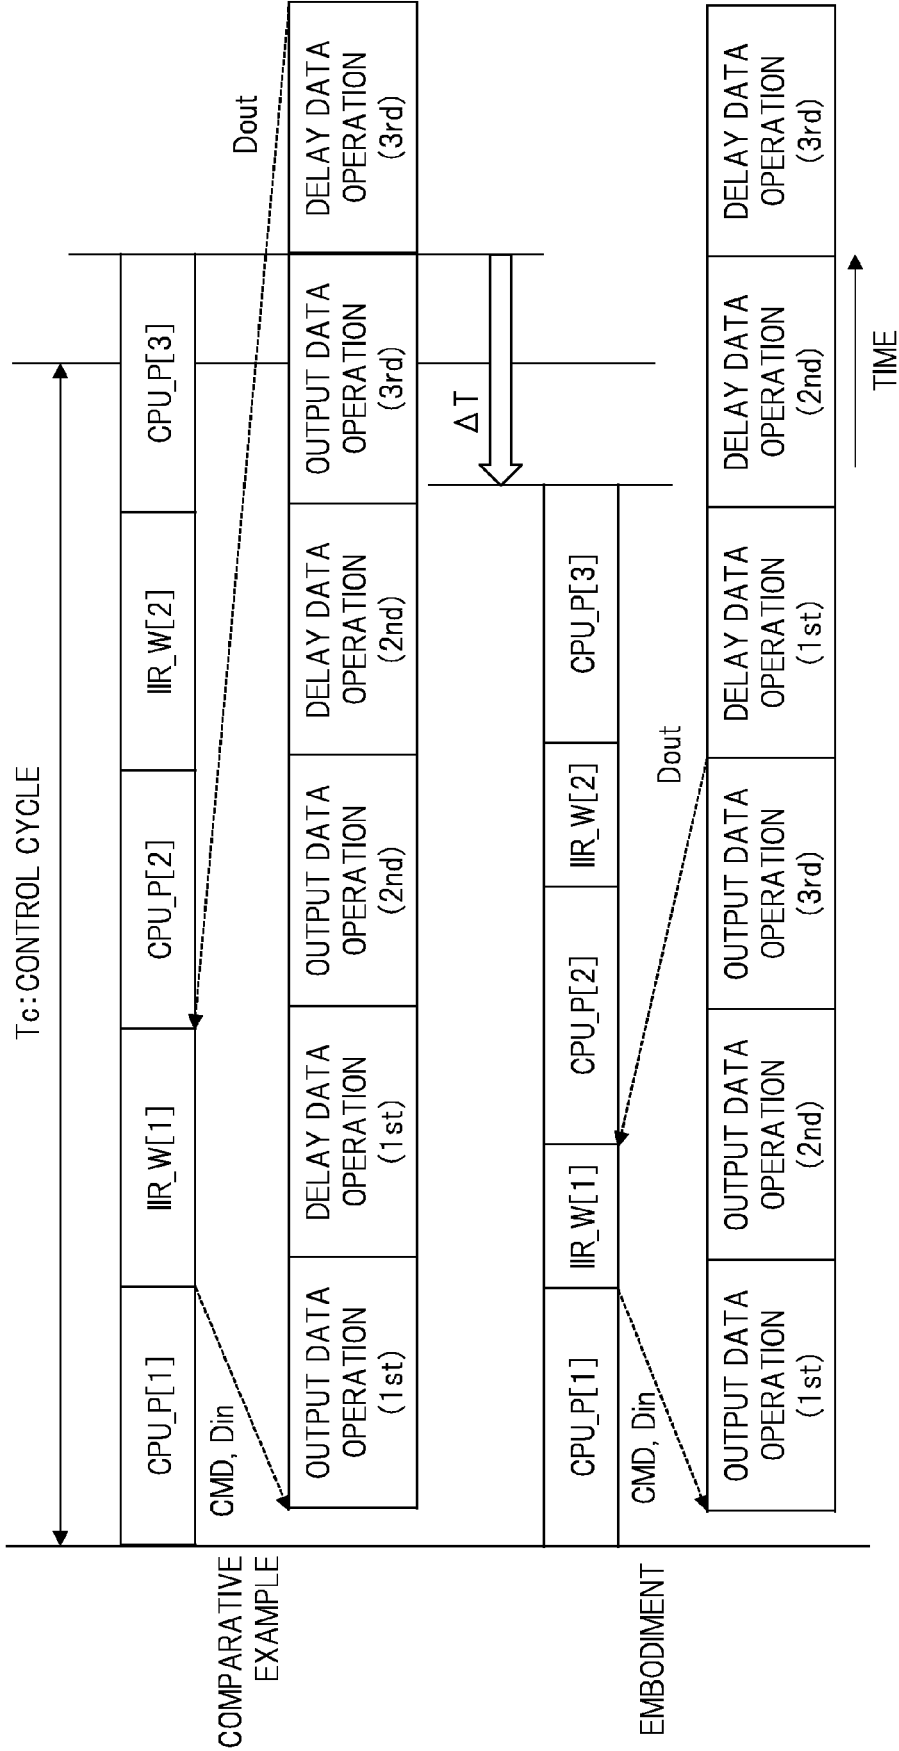 Tc:CONTROL CYCLE
COMPARATIVE
EXAMPLE
CPU_P[1]
IIR_W[1]
CPU_P[2]
IIR_W[2]
CPU_P[3]
CMD, Din
Dout
OUTPUT DATA
OPERATION
(1st)
DELAY DATA
OPERATION
(1st)
OUTPUT DATA
OPERATION
(2nd)
DELAY DATA
OPERATION
(2nd)
OUTPUT DATA
OPERATION
(3rd)
DELAY DATA
OPERATION
(3rd)
ΔT
EMBODIMENT
CPU_P[1]
IIR_W[1]
CPU_P[2]
IIR_W[2]
CPU_P[3]
CMD, Din
Dout
OUTPUT DATA
OPERATION
(1st)
OUTPUT DATA
OPERATION
(2nd)
OUTPUT DATA
OPERATION
(3rd)
DELAY DATA
OPERATION
(1st)
DELAY DATA
OPERATION
(2nd)
DELAY DATA
OPERATION
(3rd)
TIME